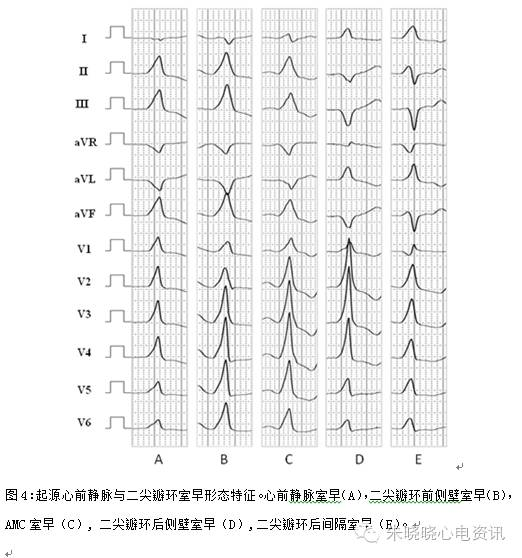 I
II
III
aVR
aVL
aVF
V1
V2
V3
V4
V5
V6
A B C D E
图4:起源心前静脉与二尖瓣环室早形态特征。心前静脉室早(A),二尖瓣环前侧壁室早(B),
AMC室早(C),二尖瓣环后侧壁室早(D),二尖瓣环后间隔室早(E)。
朱晓晓心电资讯